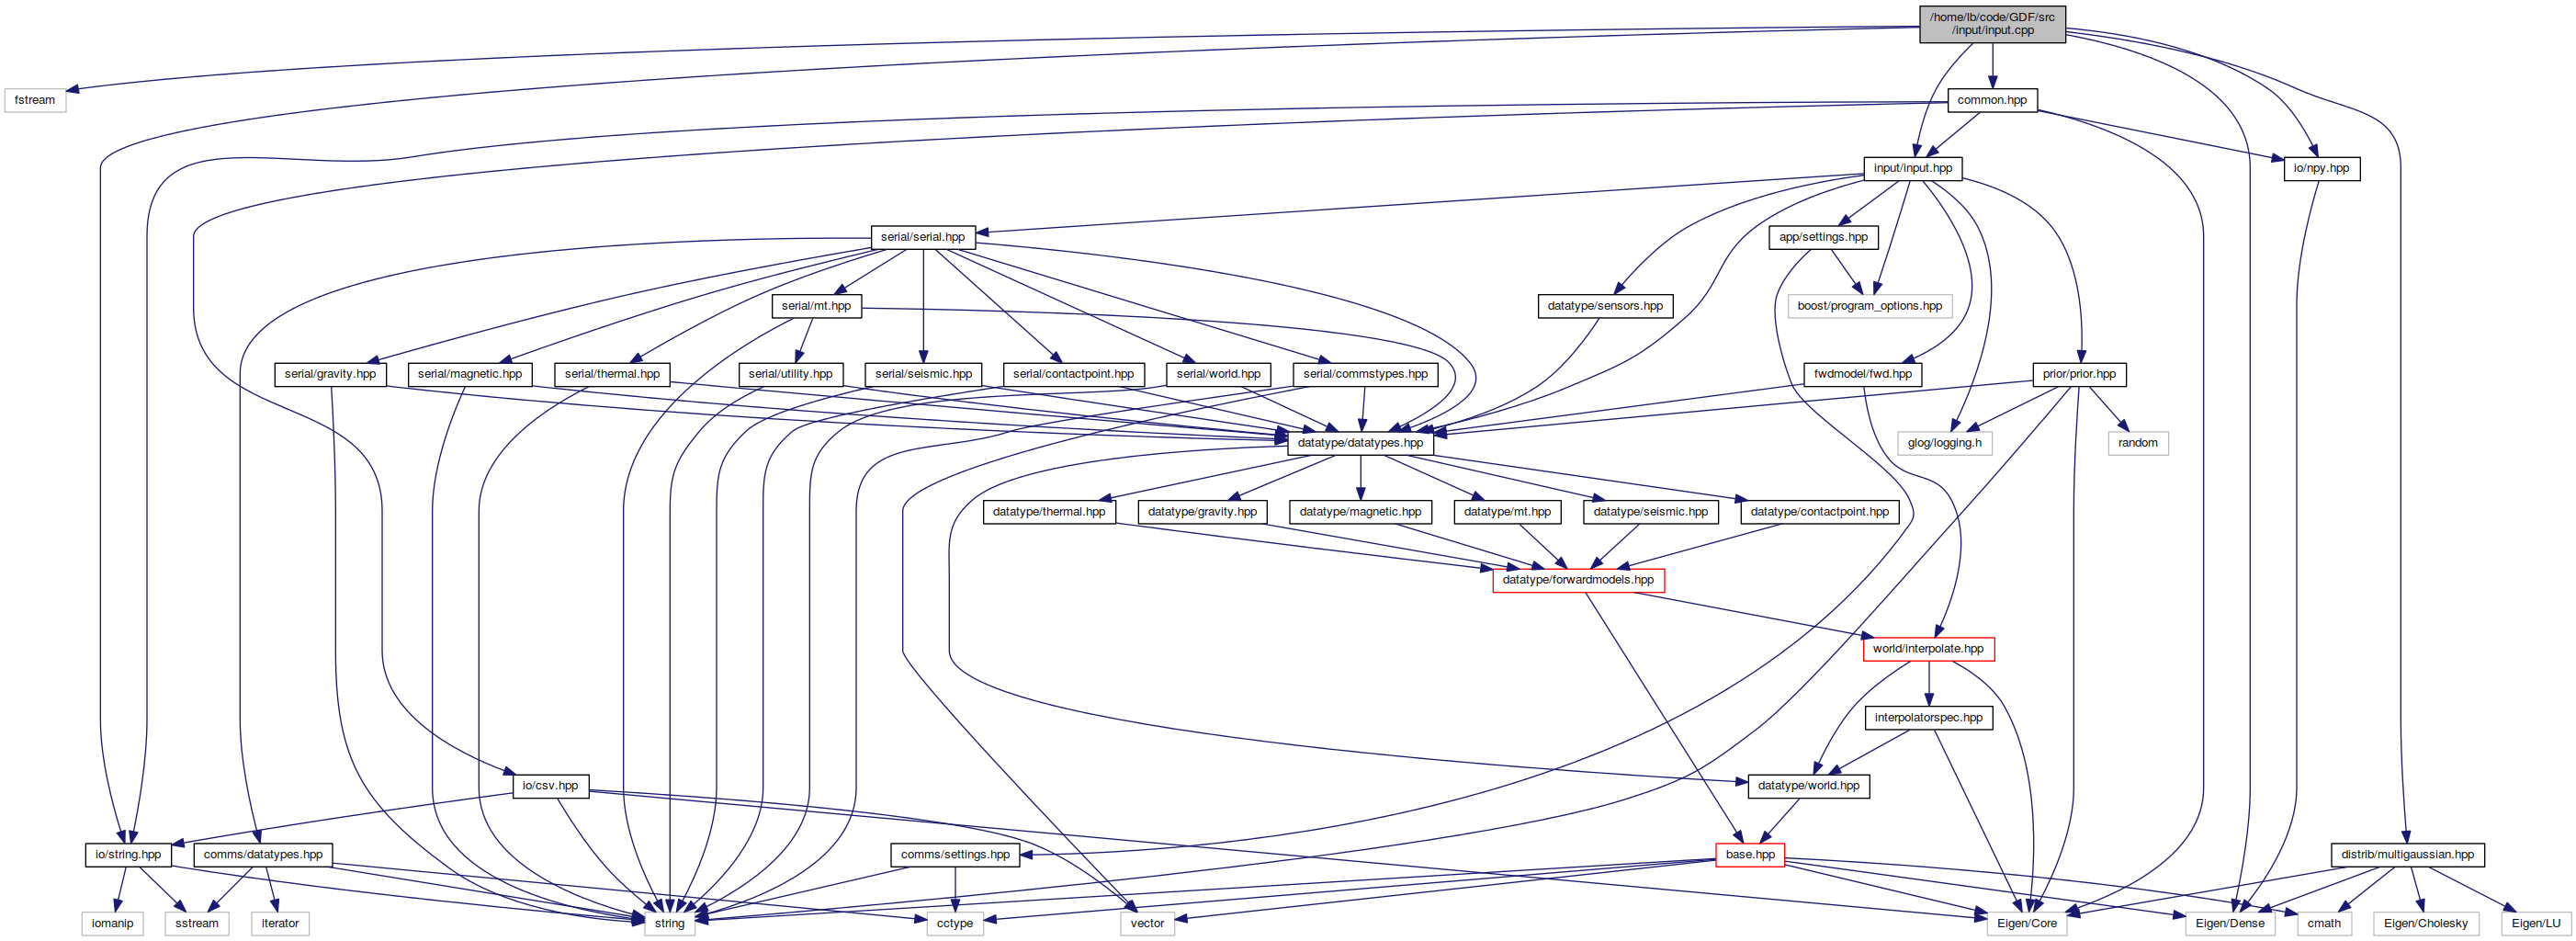 /home/lb/code/GDF/src
/input/input.cpp
fstream
common.hpp
input/input.hpp
io/npy.hpp
serial/serial.hpp
app/settings.hpp
serial/mt.hpp
datatype/sensors.hpp
boost/program_options.hpp
serial/gravity.hpp
serial/magnetic.hpp
serial/thermal.hpp
serial/utility.hpp
serial/seismic.hpp
serial/contactpoint.hpp
serial/world.hpp
serial/commstypes.hpp
fwdmodel/fwd.hpp
prior/prior.hpp
datatype/datatypes.hpp
glog/logging.h
random
datatype/thermal.hpp
datatype/gravity.hpp
datatype/magnetic.hpp
datatype/mt.hpp
datatype/seismic.hpp
datatype/contactpoint.hpp
datatype/forwardmodels.hpp
world/interpolate.hpp
interpolatorspec.hpp
io/csv.hpp
datatype/world.hpp
io/string.hpp
comms/datatypes.hpp
comms/settings.hpp
base.hpp
distrib/multigaussian.hpp
iomanip
sstream
iterator
string
cctype
vector
Eigen/Core
Eigen/Dense
cmath
Eigen/Cholesky
Eigen/LU